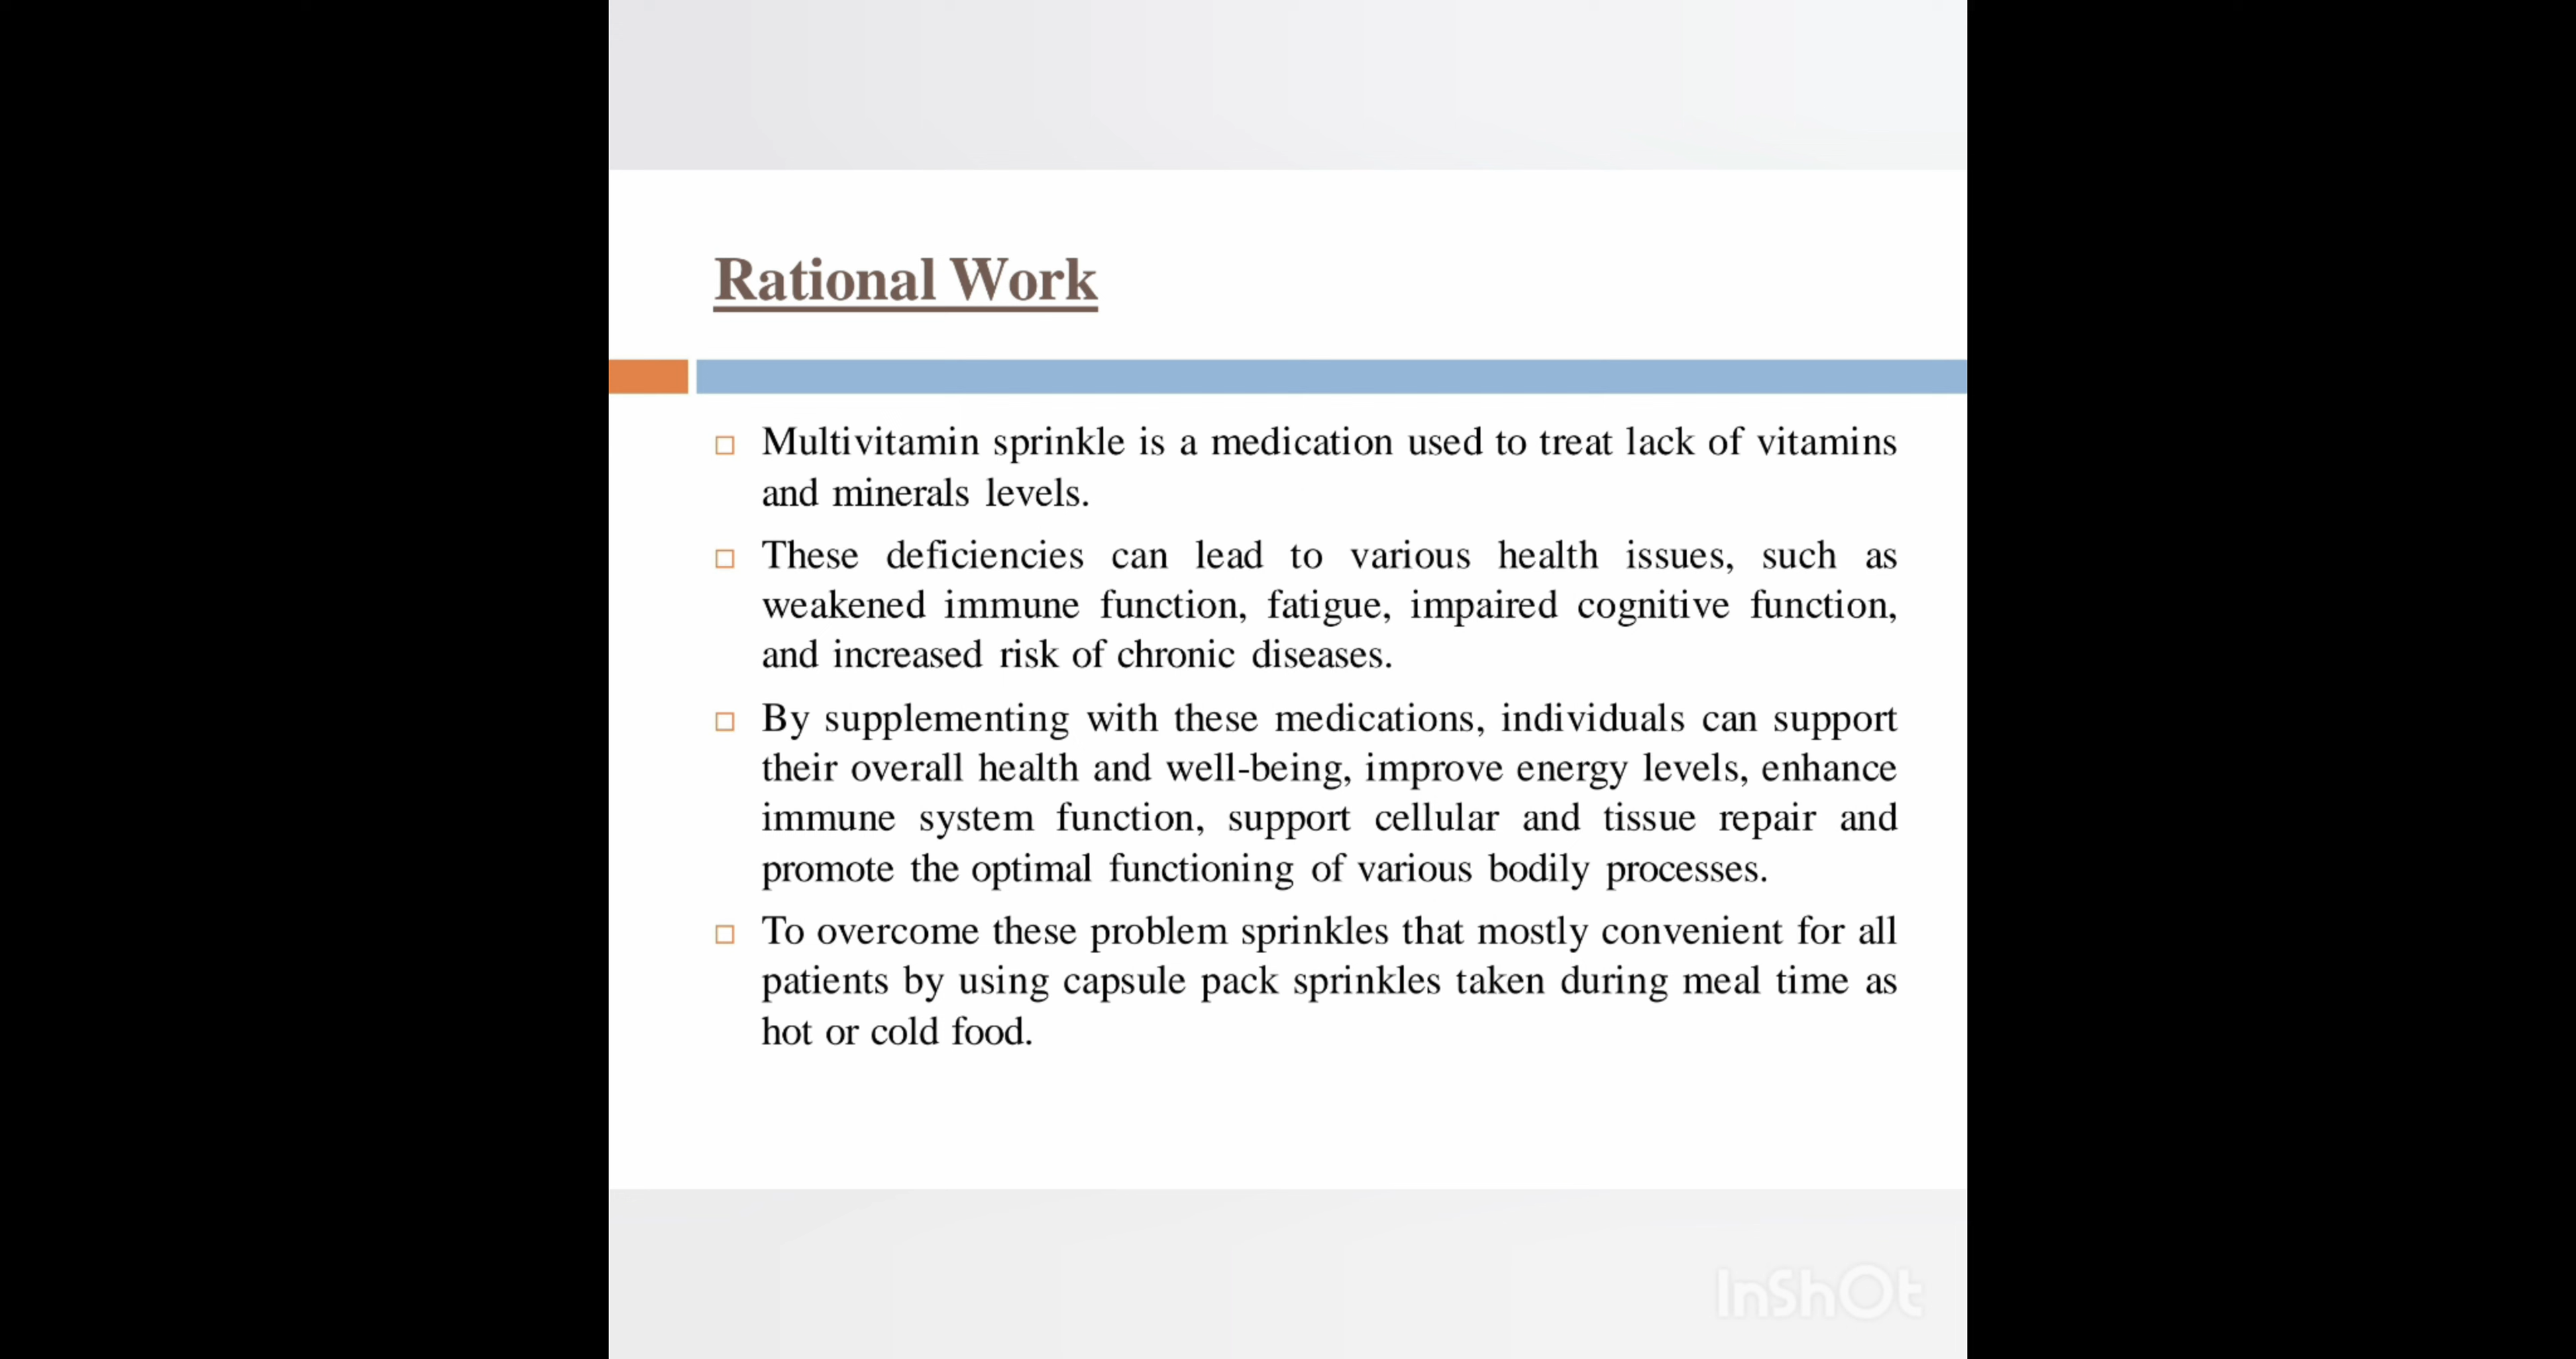 Rational Work
Multivitamin sprinkle is a medication used to treat lack of vitamins
and minerals levels.
These deficiencies can lead to various health issues, such as
weakened immune function, fatigue, impaired cognitive function,
and increased risk of chronic diseases.
By supplementing with these medications, individuals can support
their overall health and well-being, improve energy levels, enhance
immune system function, support cellular and tissue repair and
promote the optimal functioning of various bodily processes.
To overcome these problem sprinkles that mostly convenient for all
patients by using capsule pack sprinkles taken during meal time as
hot or cold food.
InShOt